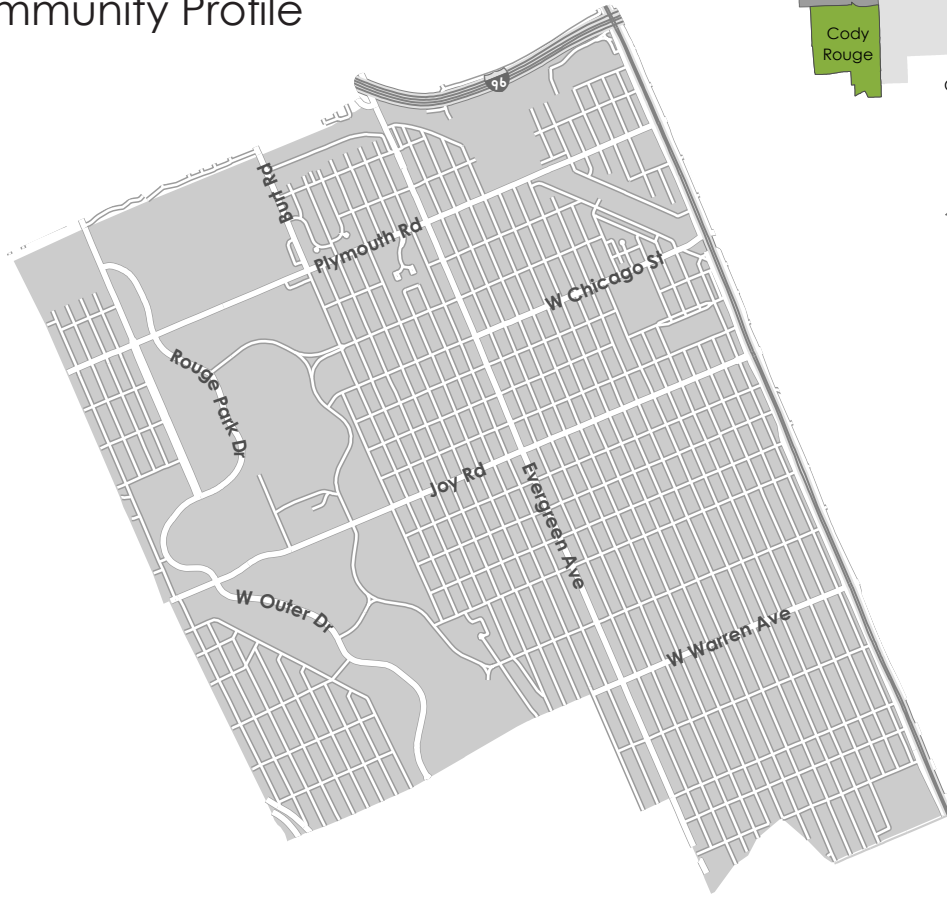 mmunity Profile
Cody
Rouge
96
Burt Rd
Plymouth Rd
W Chicago St
Rouge Park Dr
Joy Rd
Evergreen Ave
W Outer Dr
W Warren Ave